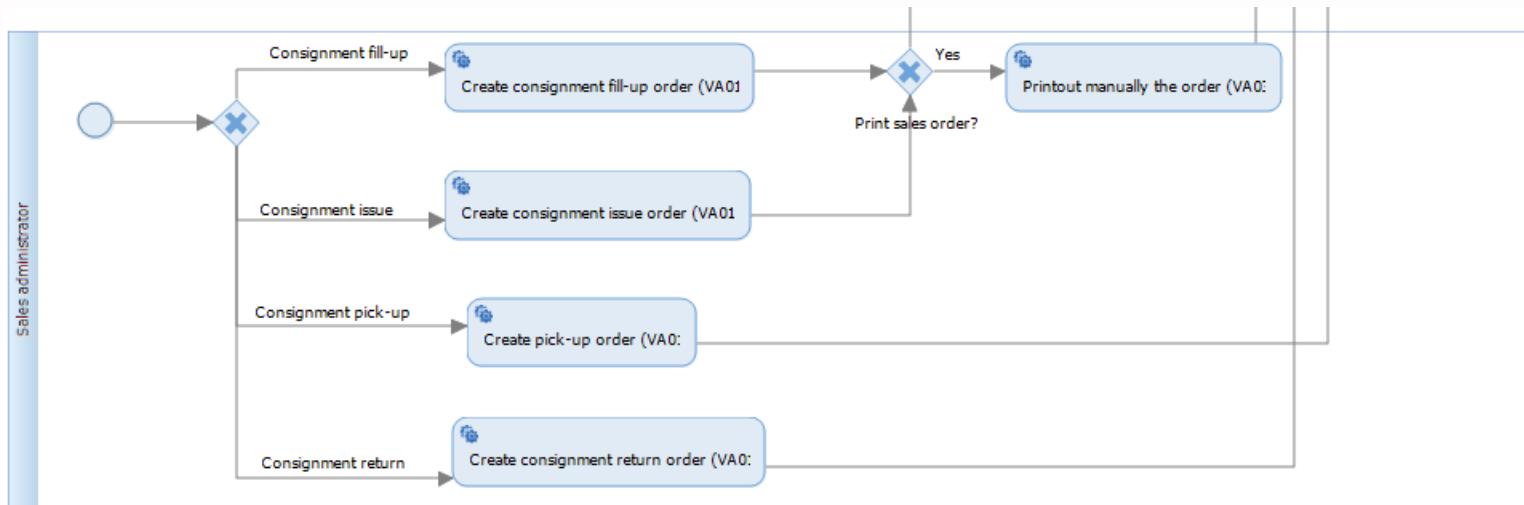 Sales administrator
Consignment fill-up
Create consignment fill-up order (VA01
Yes
Printout manually the order (VA0
Print sales order?
Consignment issue
Create consignment issue order (VA01
Consignment pick-up
Create pick-up order (VA0
Consignment return
Create consignment return order (VA0